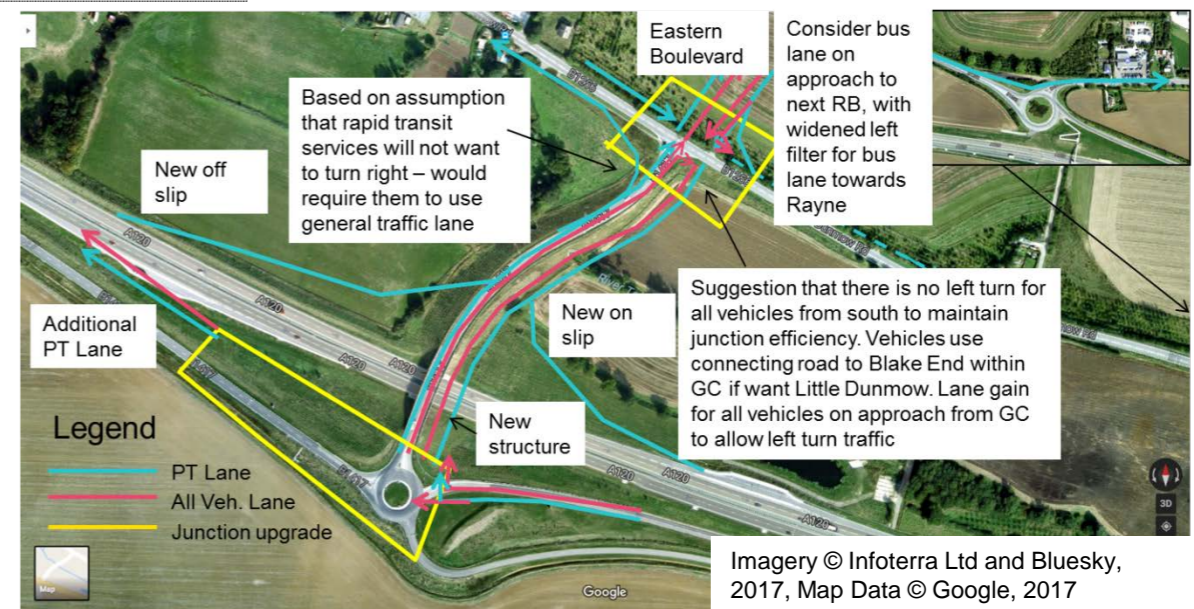 Eastern
Boulevard
Consider bus
lane on
approach to
next RB, with
widened left
filter for bus
lane towards
Rayne
Based on assumption
that rapid transit
services will not want
to turn right – would
require them to use
general traffic lane
New off
slip
A120
A120
Additional
PT Lane
New on
slip
Suggestion that there is no left turn for
all vehicles from south to maintain
junction efficiency. Vehicles use
connecting road to Blake End within
GC if want Little Dunmow. Lane gain
for all vehicles on approach from GC
to allow left turn traffic
A120
New
structure
A120
A120
Legend
PT Lane
All Veh. Lane
Junction upgrade
3D
Map
Google
Imagery © Infoterra Ltd and Bluesky,
2017, Map Data © Google, 2017